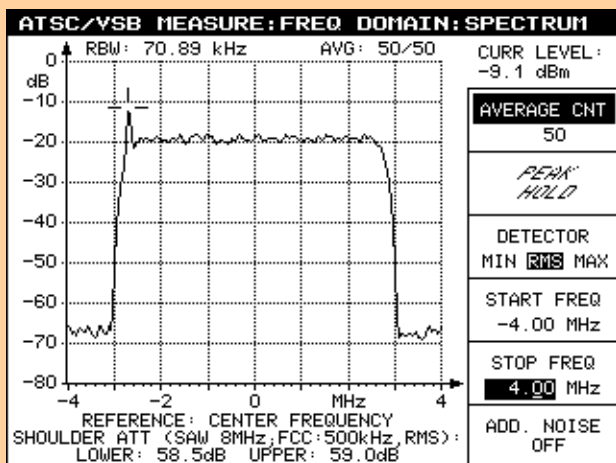 ATSC/VSB MEASURE:FREQ DOMAIN:SPECTRUM
RBW: 70.89 kHz AVG: 50/50
CURR LEVEL:
-9.1 dBm
0
dB
-10
-20
-30
-40
-50
-60
-70
-80
-4 -2 0 MHz 4
REFERENCE: CENTER FREQUENCY
SHOULDER ATT (SAW 8MHz;FCC:500kHz,RMS):
LOWER: 58.5dB UPPER: 59.0dB
AVERAGE CNT
50
PEAK
HOLD
DETECTOR
MIN RMS MAX
START FREQ
-4.00 MHz
STOP FREQ
4.00 MHz
ADD. NOISE
OFF